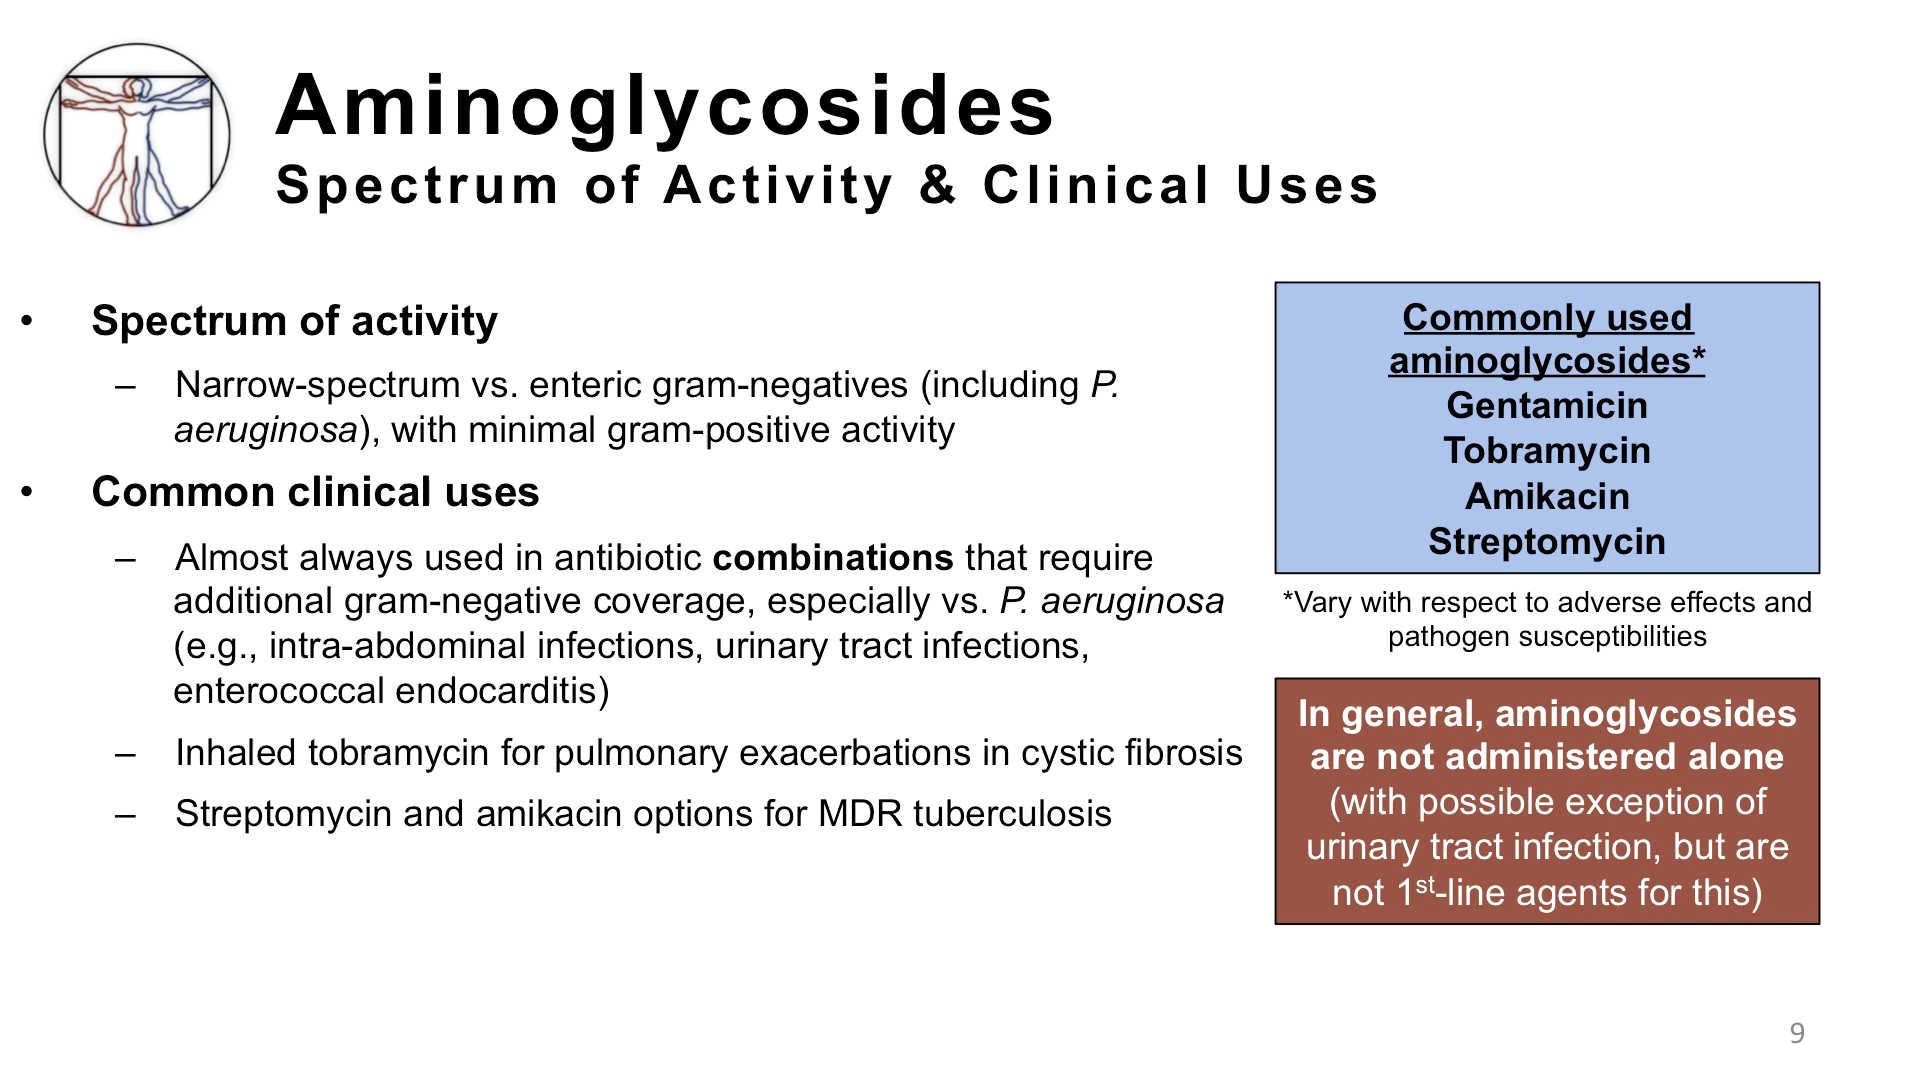 Aminoglycosides
Spectrum of Activity & Clinical Uses
• Spectrum of activity
– Narrow-spectrum vs. enteric gram-negatives (including P.
aeruginosa), with minimal gram-positive activity
• Common clinical uses
– Almost always used in antibiotic combinations that require
additional gram-negative coverage, especially vs. P. aeruginosa
(e.g., intra-abdominal infections, urinary tract infections,
enterococcal endocarditis)
– Inhaled tobramycin for pulmonary exacerbations in cystic fibrosis
– Streptomycin and amikacin options for MDR tuberculosis
Commonly used
aminoglycosides*
Gentamicin
Tobramycin
Amikacin
Streptomycin
*Vary with respect to adverse effects and
pathogen susceptibilities
In general, aminoglycosides
are not administered alone
(with possible exception of
urinary tract infection, but are
not 1st-line agents for this)
9